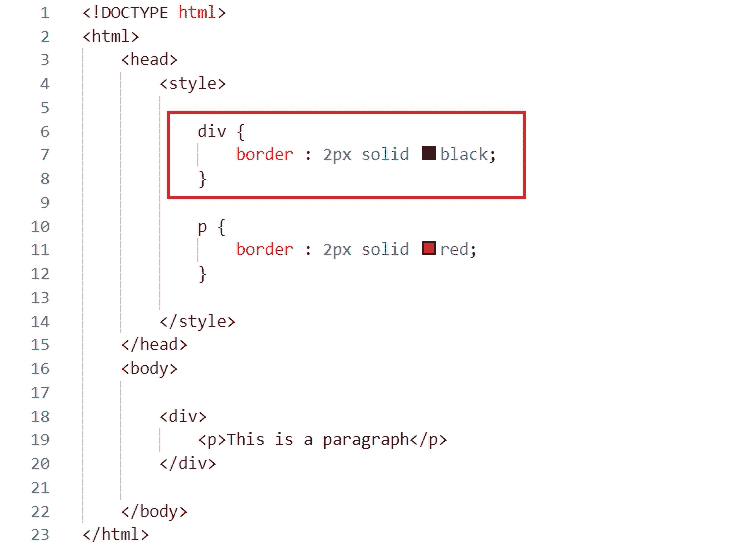 1 <!DOCTYPE html>
2 <html>
3 <head>
4 <style>
5
6 div {
7 border : 2px solid black;
8 }
9
10 p {
11 border : 2px solid red;
12 }
13
14 </style>
15 </head>
16 <body>
17
18 <div>
19 <p>This is a paragraph</p>
20 </div>
21
22 </body>
23 </html>